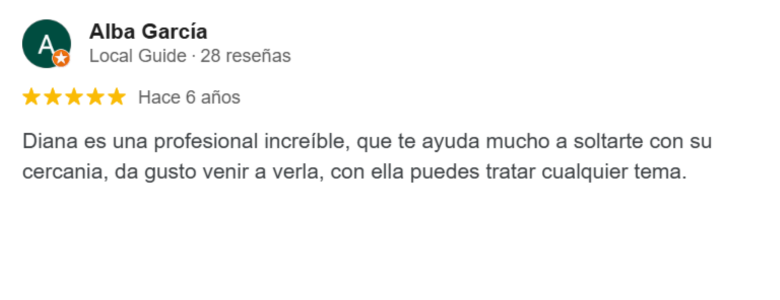 A
Alba García
Local Guide · 28 reseñas
Hace 6 años
Diana es una profesional increíble, que te ayuda mucho a soltarte con su
cercania, da gusto venir a verla, con ella puedes tratar cualquier tema.